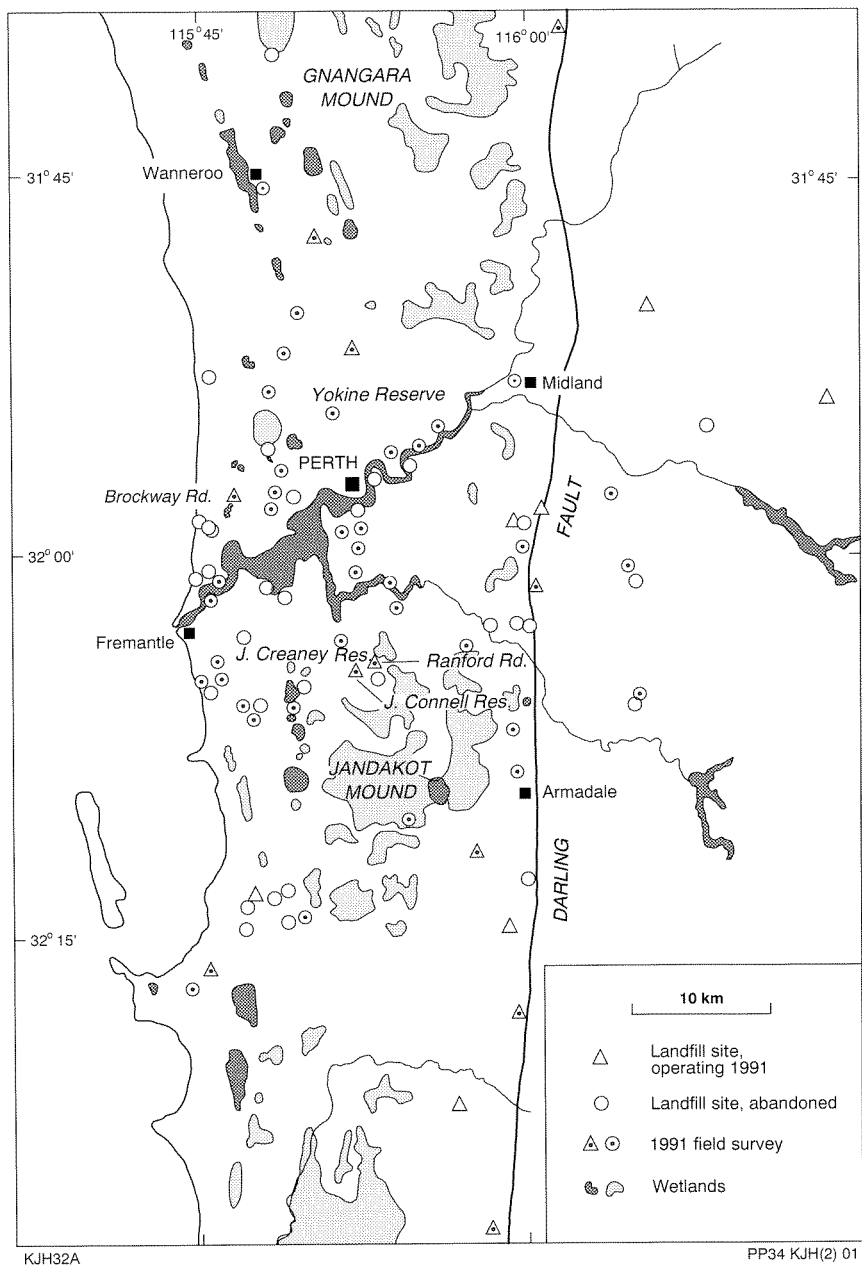 115° 45'
116° 00'
GNANGARA
MOUND
31° 45'
31° 45'
Wanneroo
Midland
Yokine Reserve
PERTH
Brockway Rd.
FAULT
32° 00'
Fremantle
J. Creaney Res.
Ranford Rd.
J. Connell Res.
JANDAKOT
MOUND
Armadale
DARLING
32° 15'
10 km
Landfill site,
operating 1991
Landfill site, abandoned
1991 field survey
Wetlands
KJH32A
PP34 KJH(2) 01